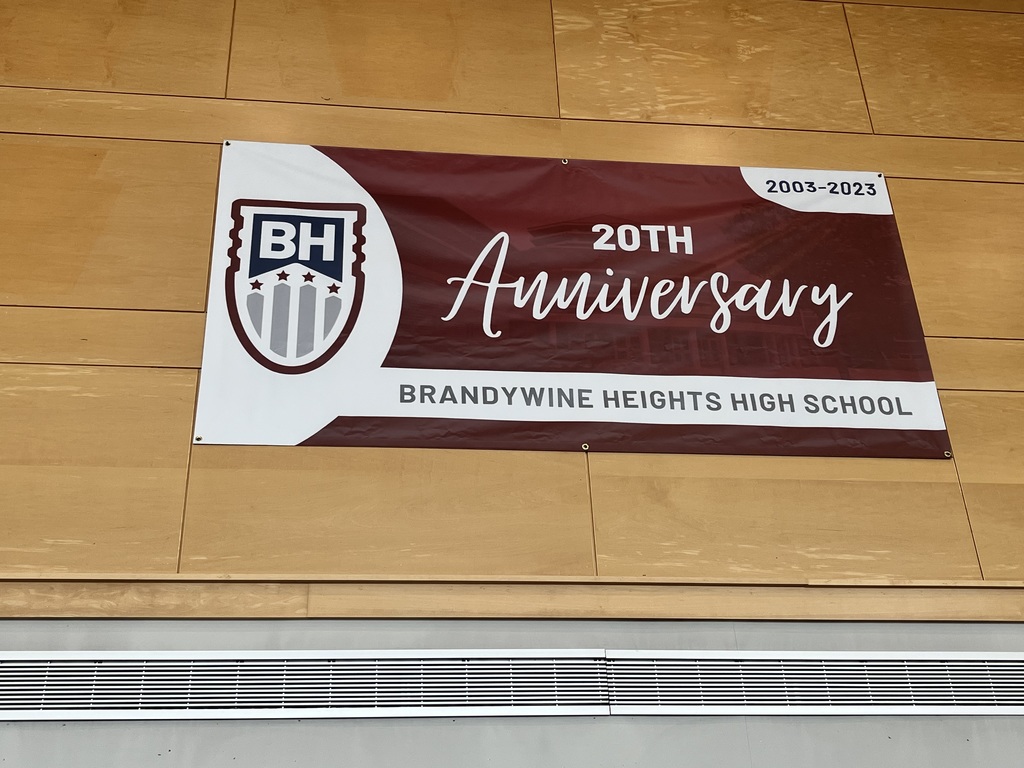 2003-2023
BH
20TH
Anniversary
BRANDYWINE HEIGHTS HIGH SCHOOL